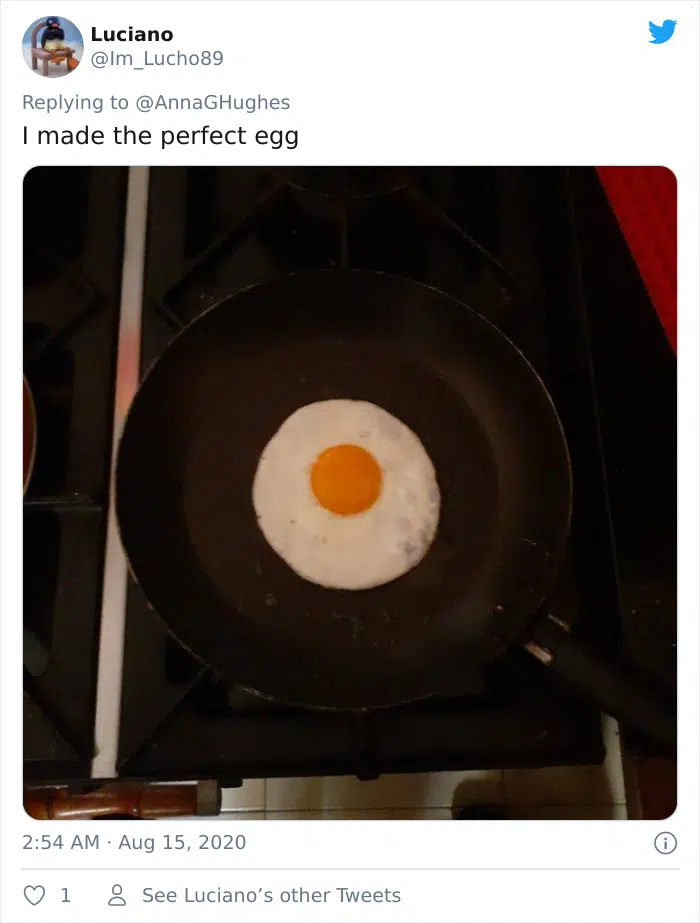 Luciano
@Im_Lucho89
Replying to @AnnaGHughes
I made the perfect egg
2:54 AM · Aug 15, 2020
1
See Luciano’s other Tweets